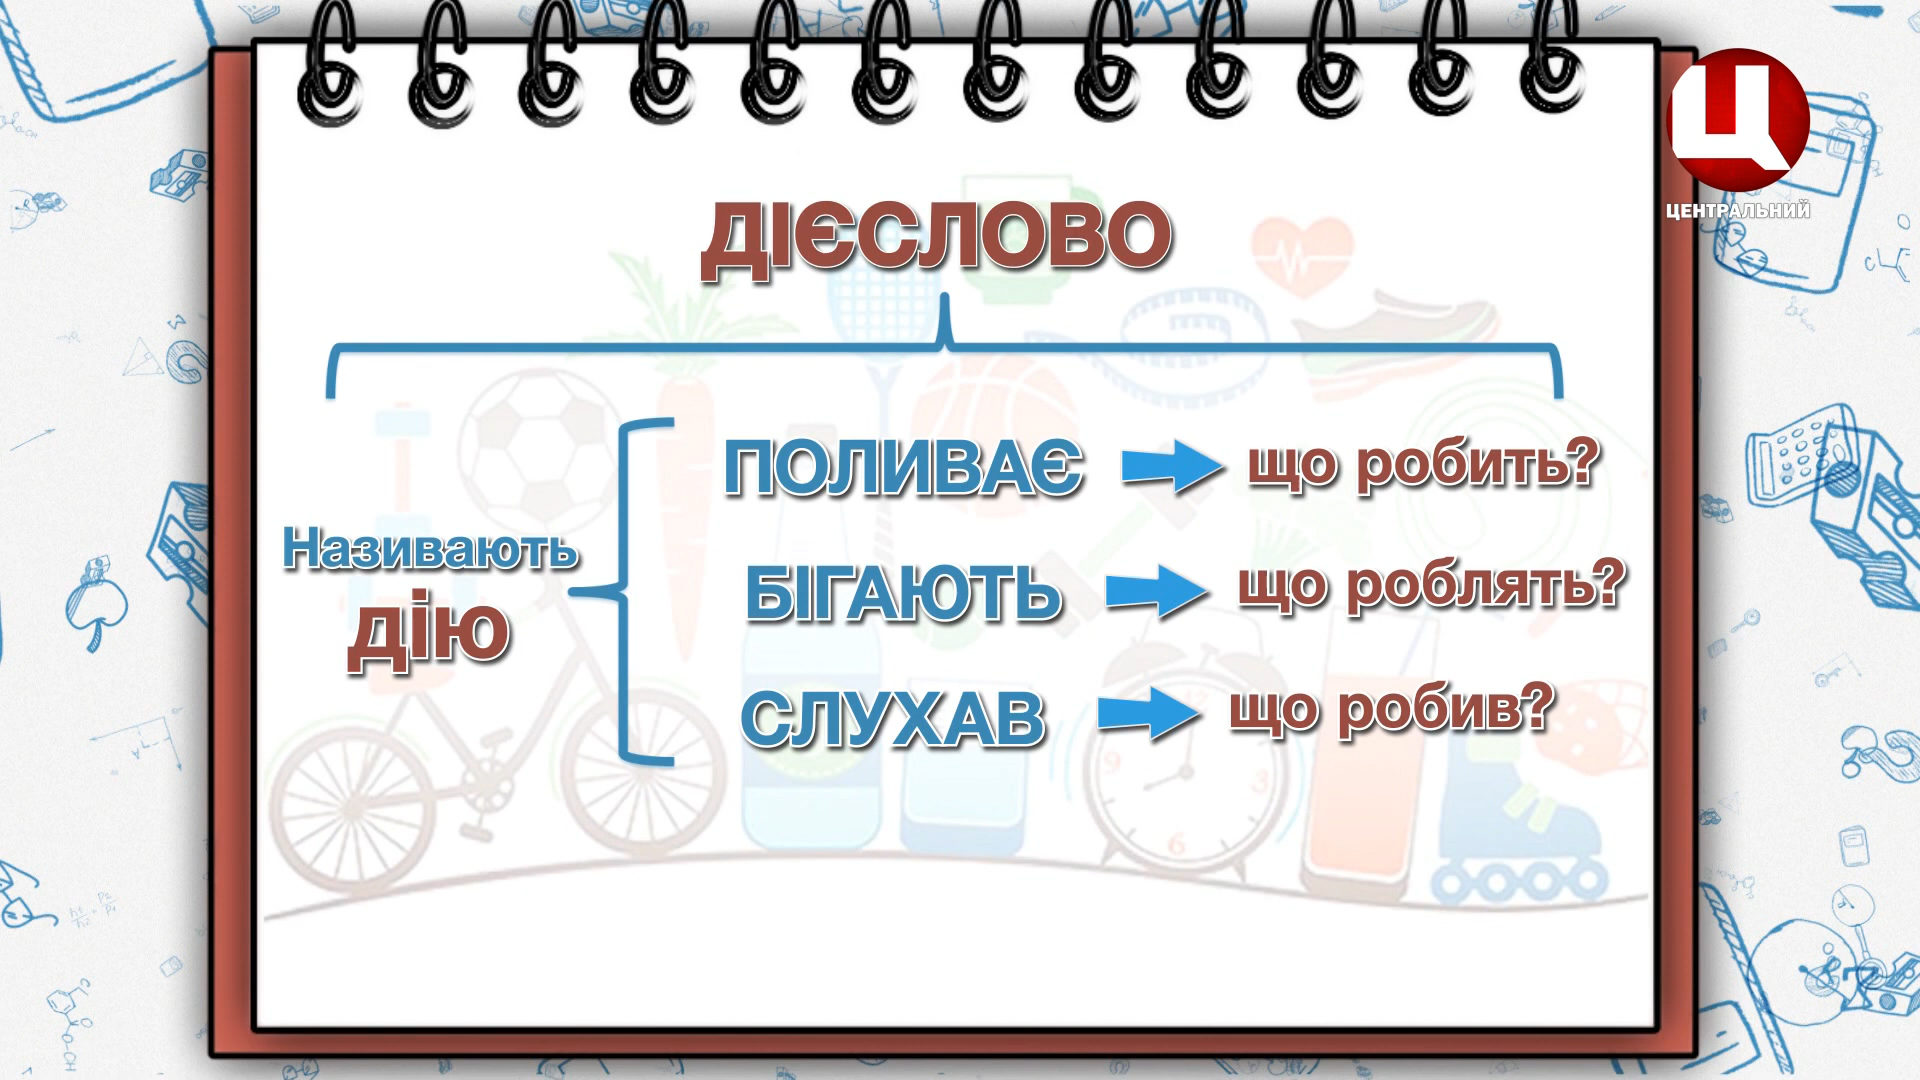 ЦЕНТРАЛЬНИЙ
ДІЄСЛОВО
Називають
дію
ПОЛИВАЄ що робить?
БІГАЮТЬ що роблять?
СЛУХАВ що робив?